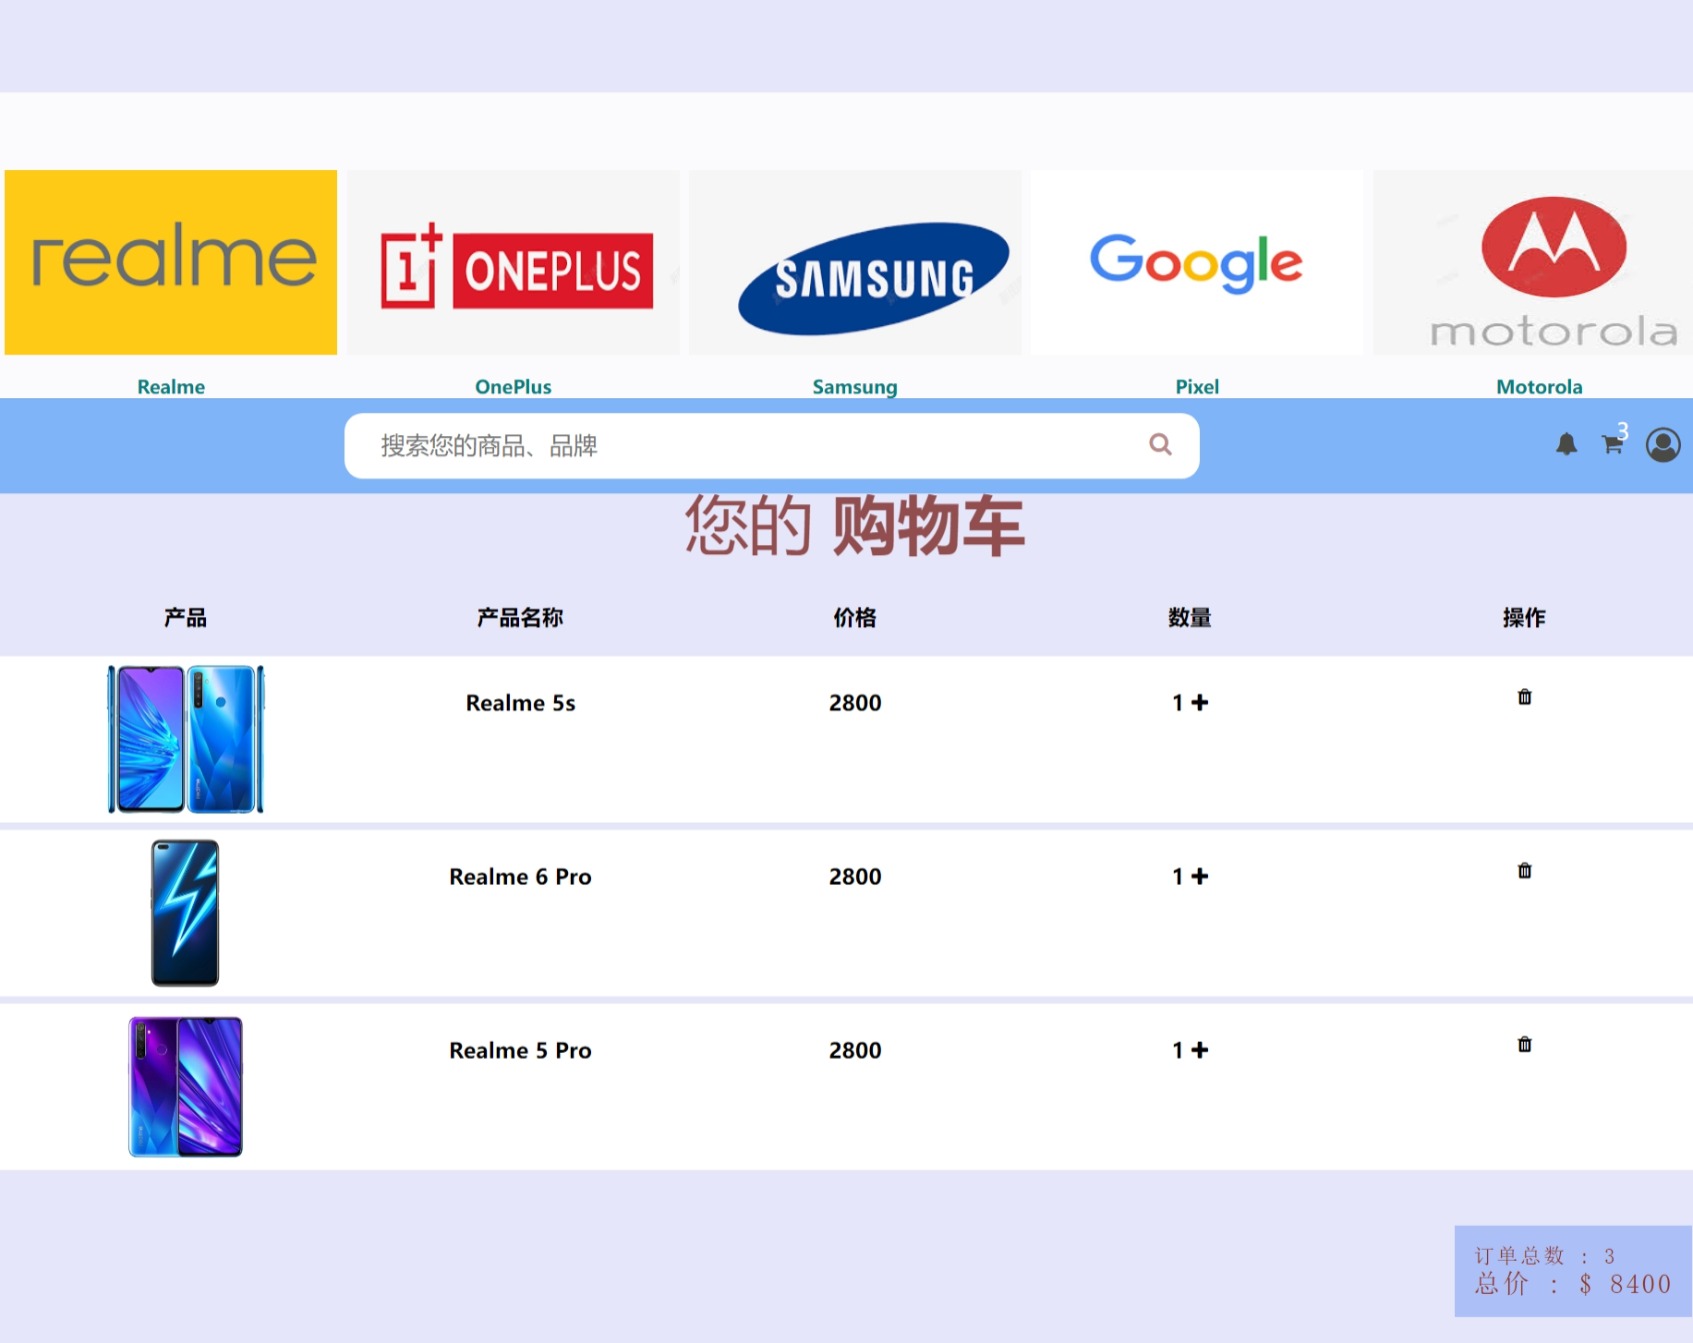 realme
1+ ONEPLUS
SAMSUNG
Google
motorola
Realme
OnePlus
Samsung
Pixel
Motorola
搜索您的商品、品牌
3
您的 购物车
产品 产品名称 价格 数量 操作
Realme 5s 2800 1 +
Realme 6 Pro 2800 1 +
Realme 5 Pro 2800 1 +
订单总数 : 3
总价 : $ 8400